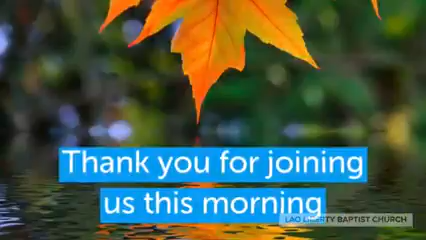 Thank you for joining
us this morning
LAO LIBERTY BAPTIST CHURCH